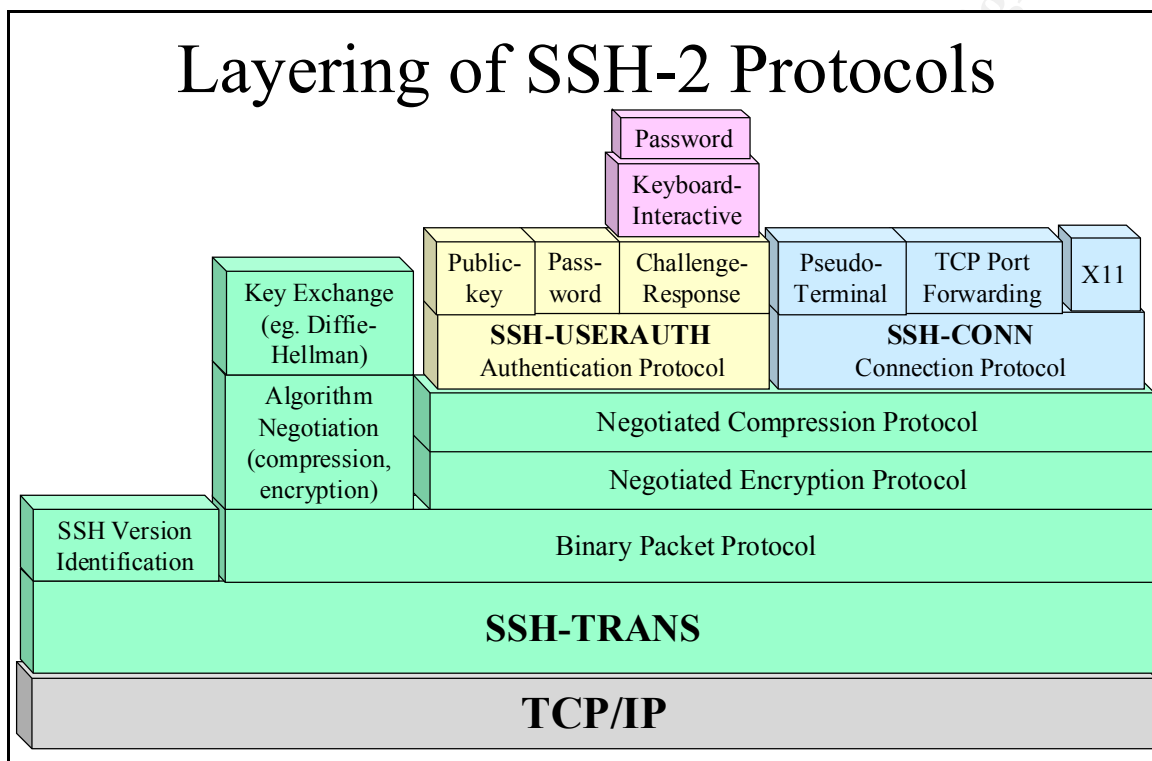 Layering of SSH-2 Protocols
Password
Keyboard-
Interactive
Public-
key
Pass-
word
Challenge-
Response
Pseudo-
Terminal
TCP Port
Forwarding
X11
Key Exchange
(eg. Diffie-
Hellman)
SSH-USERAUTH
Authentication Protocol
SSH-CONN
Connection Protocol
Algorithm
Negotiation
(compression,
encryption)
Negotiated Compression Protocol
Negotiated Encryption Protocol
SSH Version
Identification
Binary Packet Protocol
SSH-TRANS
TCP/IP